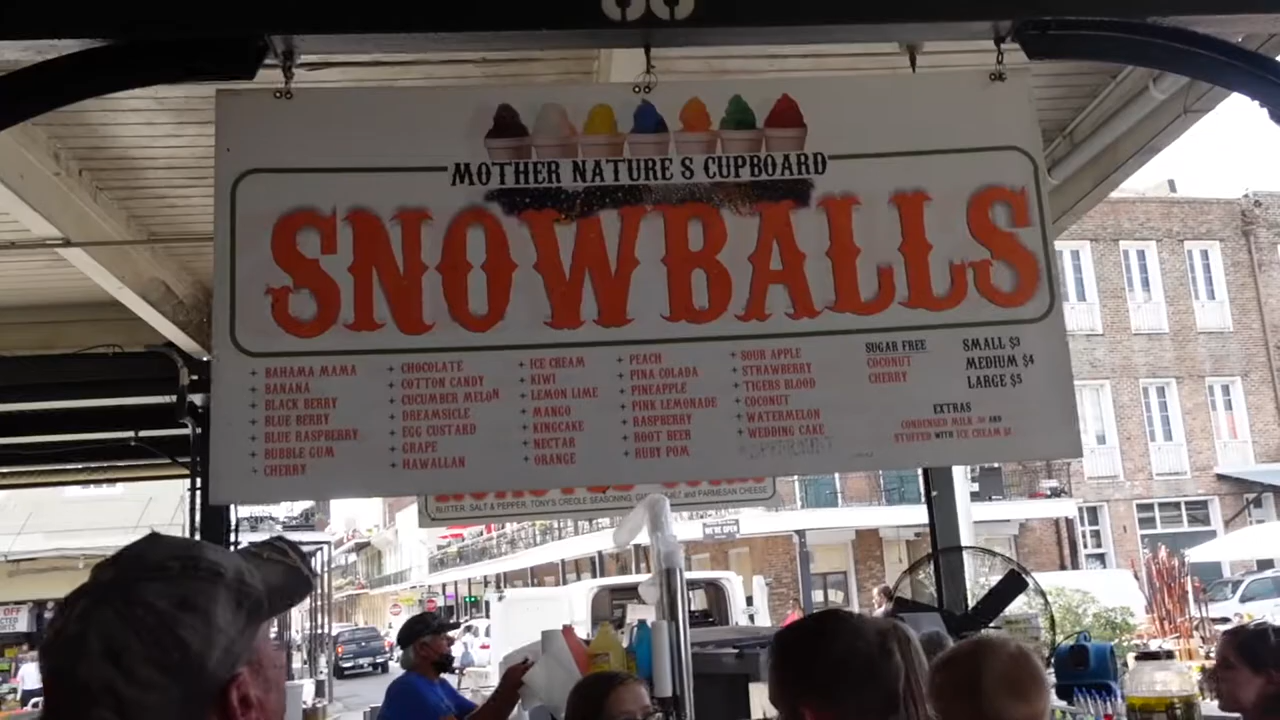 MOTHER NATURE'S CUPBOARD
SNOWBALLS
+ BAHAMA MAMA
+ BANANA
+ BLACK BERRY
+ BLUE BERRY
+ BLUE RASPBERRY
+ BUBBLE GUM
+ CHERRY
+ CHOCOLATE
+ COTTON CANDY
+ CUCUMBER MELON
+ DREAMSICLE
+ EGG CUSTARD
+ GRAPE
+ HAWAIIAN
+ ICE CREAM
+ KIWI
+ LEMON LIME
+ MANGO
+ KINGCAKE
+ NECTAR
+ ORANGE
+ PEACH
+ PINA COLADA
+ PINEAPPLE
+ PINK LEMONADE
+ RASPBERRY
+ ROOT BEER
+ RUBY POM
+ SOUR APPLE
+ STRAWBERRY
+ TIGERS BLOOD
+ COCONUT
+ WATERMELON
+ WEDDING CAKE
SUGAR FREE
COCONUT
CHERRY
SMALL $3
MEDIUM $4
LARGE $5
EXTRAS
CONDENSED MILK AND
STUFFED WITH ICE CREAM
BUTTER, SALT & PEPPER, TONY'S CREOLE SEASONING, and PARMESAN CHEESE
WE'RE OPEN
OFF